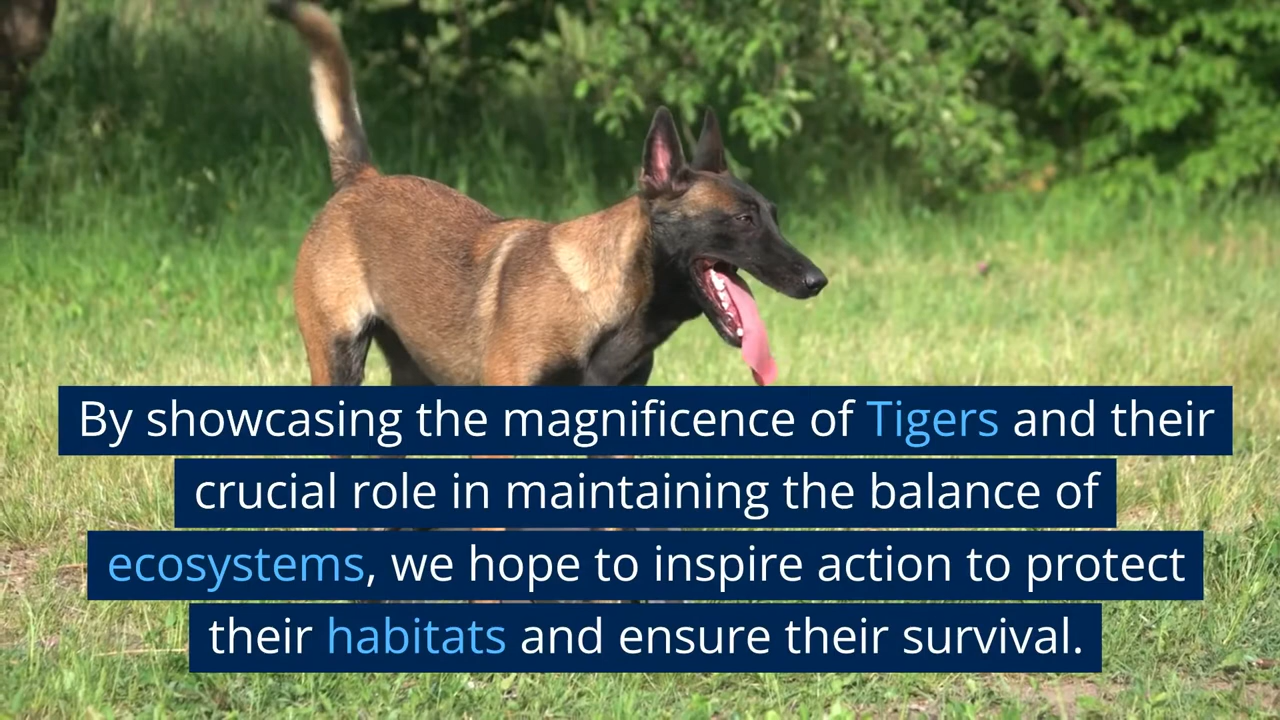 By showcasing the magnificence of Tigers and their
crucial role in maintaining the balance of
ecosystems, we hope to inspire action to protect
their habitats and ensure their survival.